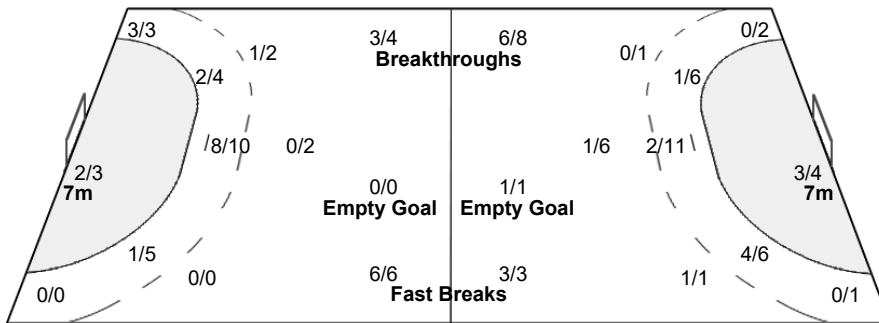 3/3 3/4 6/8 0/2
1/2 Breakthroughs 0/1
2/4 1/6
8/10 0/2 1/6 2/11
2/3 0/0 1/1 3/4
7m Empty Goal Empty Goal 7m
1/5 4/6
0/0 0/0 6/6 3/3 1/1 0/1
Fast Breaks